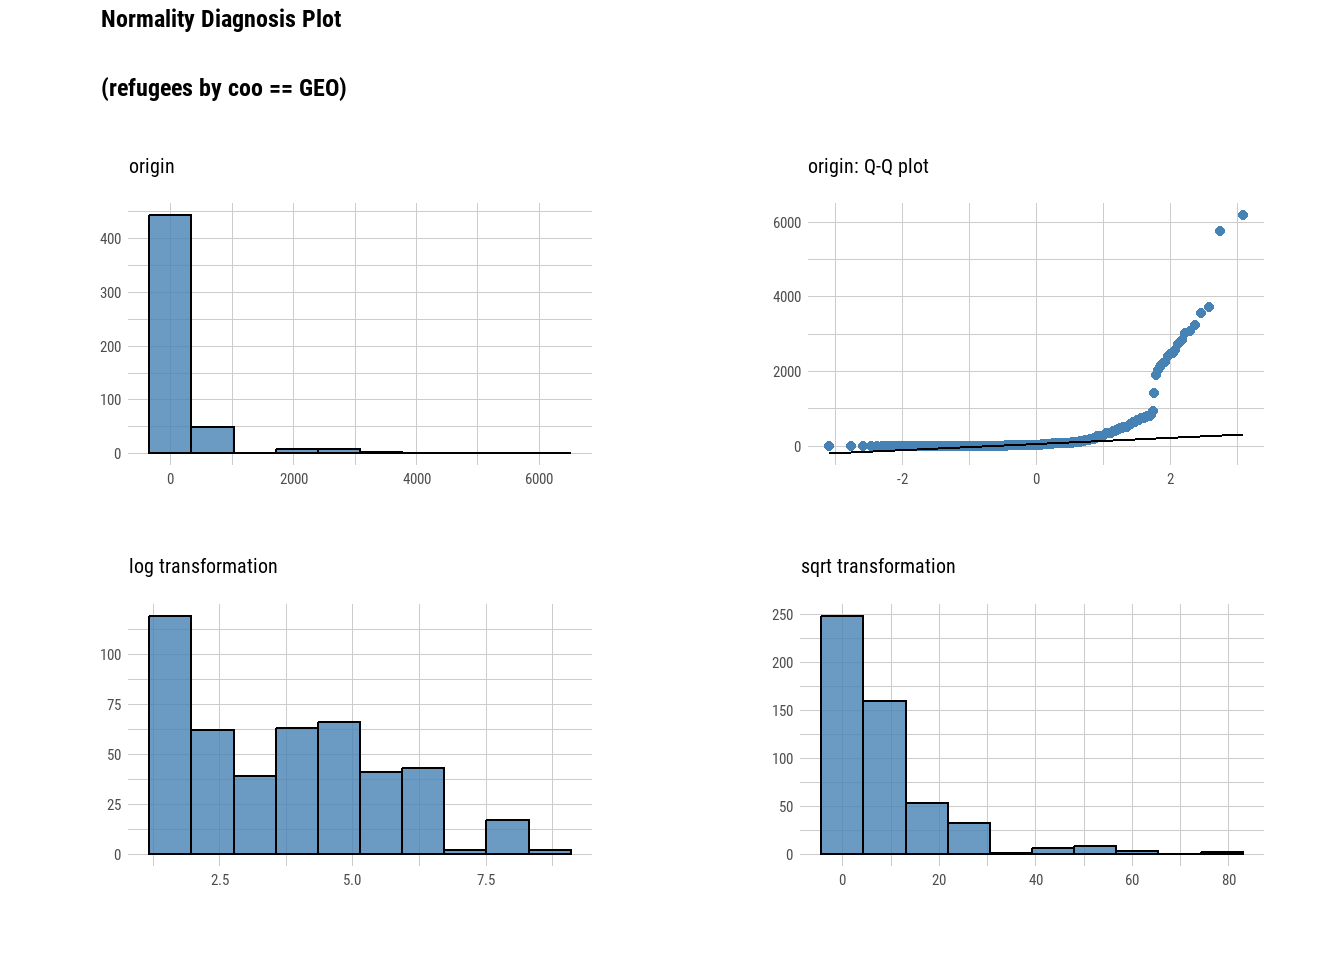 Normality Diagnosis Plot
(refugees by coo == GEO)
origin
400
300
200
100
0
0 2000 4000 6000
origin: Q-Q plot
6000
4000
2000
0
-2 0 2
log transformation
100
75
50
25
0
2.5 5.0 7.5
sqrt transformation
250
200
150
100
50
0
0 20 40 60 80